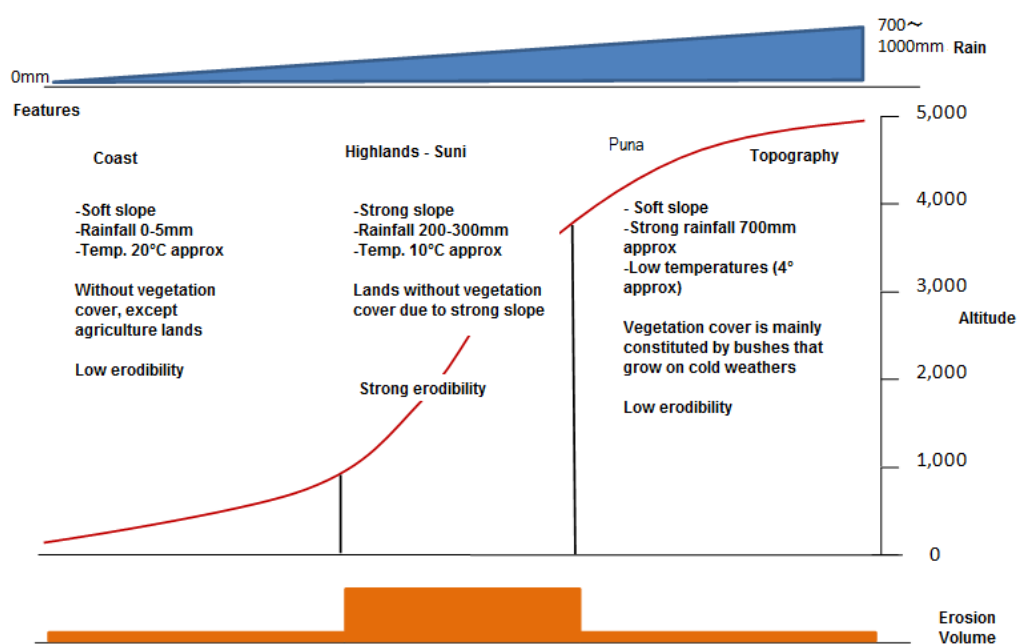 700~
1000mm Rain
0mm
Features
Coast
-Soft slope
-Rainfall 0-5mm
-Temp. 20°C approx
Without vegetation
cover, except
agriculture lands
Low erodibility
Highlands - Suni
-Strong slope
-Rainfall 200-300mm
-Temp. 10°C approx
Lands without vegetation
cover due to strong slope
Strong erodibility
Puna
- Soft slope
-Strong rainfall 700mm
approx
-Low temperatures (4°
approx)
Vegetation cover is mainly
constituted by bushes that
grow on cold weathers
Low erodibility
Topography
5,000
4,000
3,000
Altitude
2,000
1,000
0
Erosion
Volume